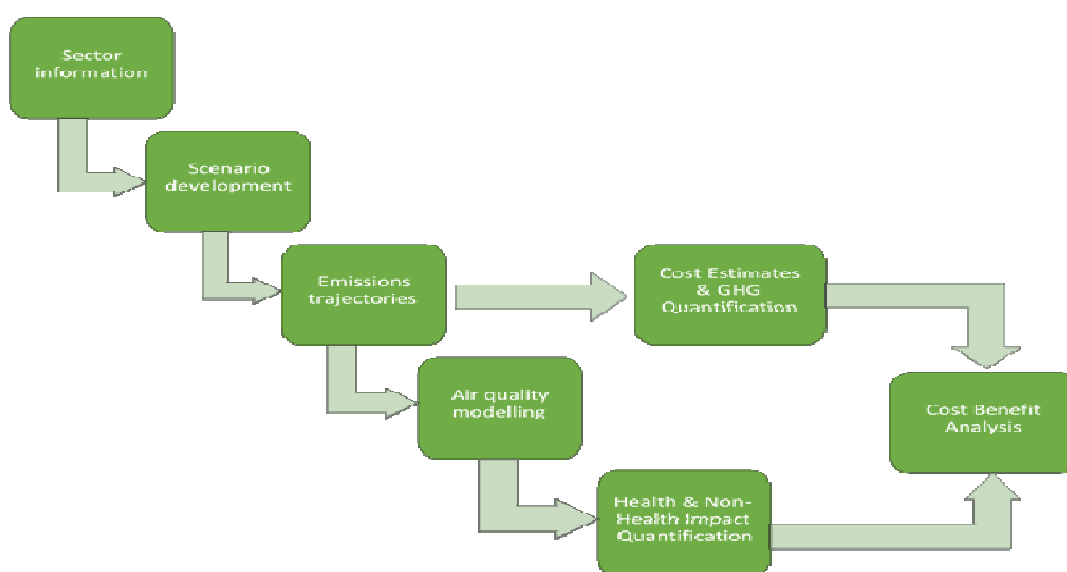 Sector
information
Scenario
development
Emissions
trajectories
Cost Estimates
& GHG
Quantification
Air quality
modelling
Cost Benefit
Analysis
Health & Non-
Health Impact
Quantification